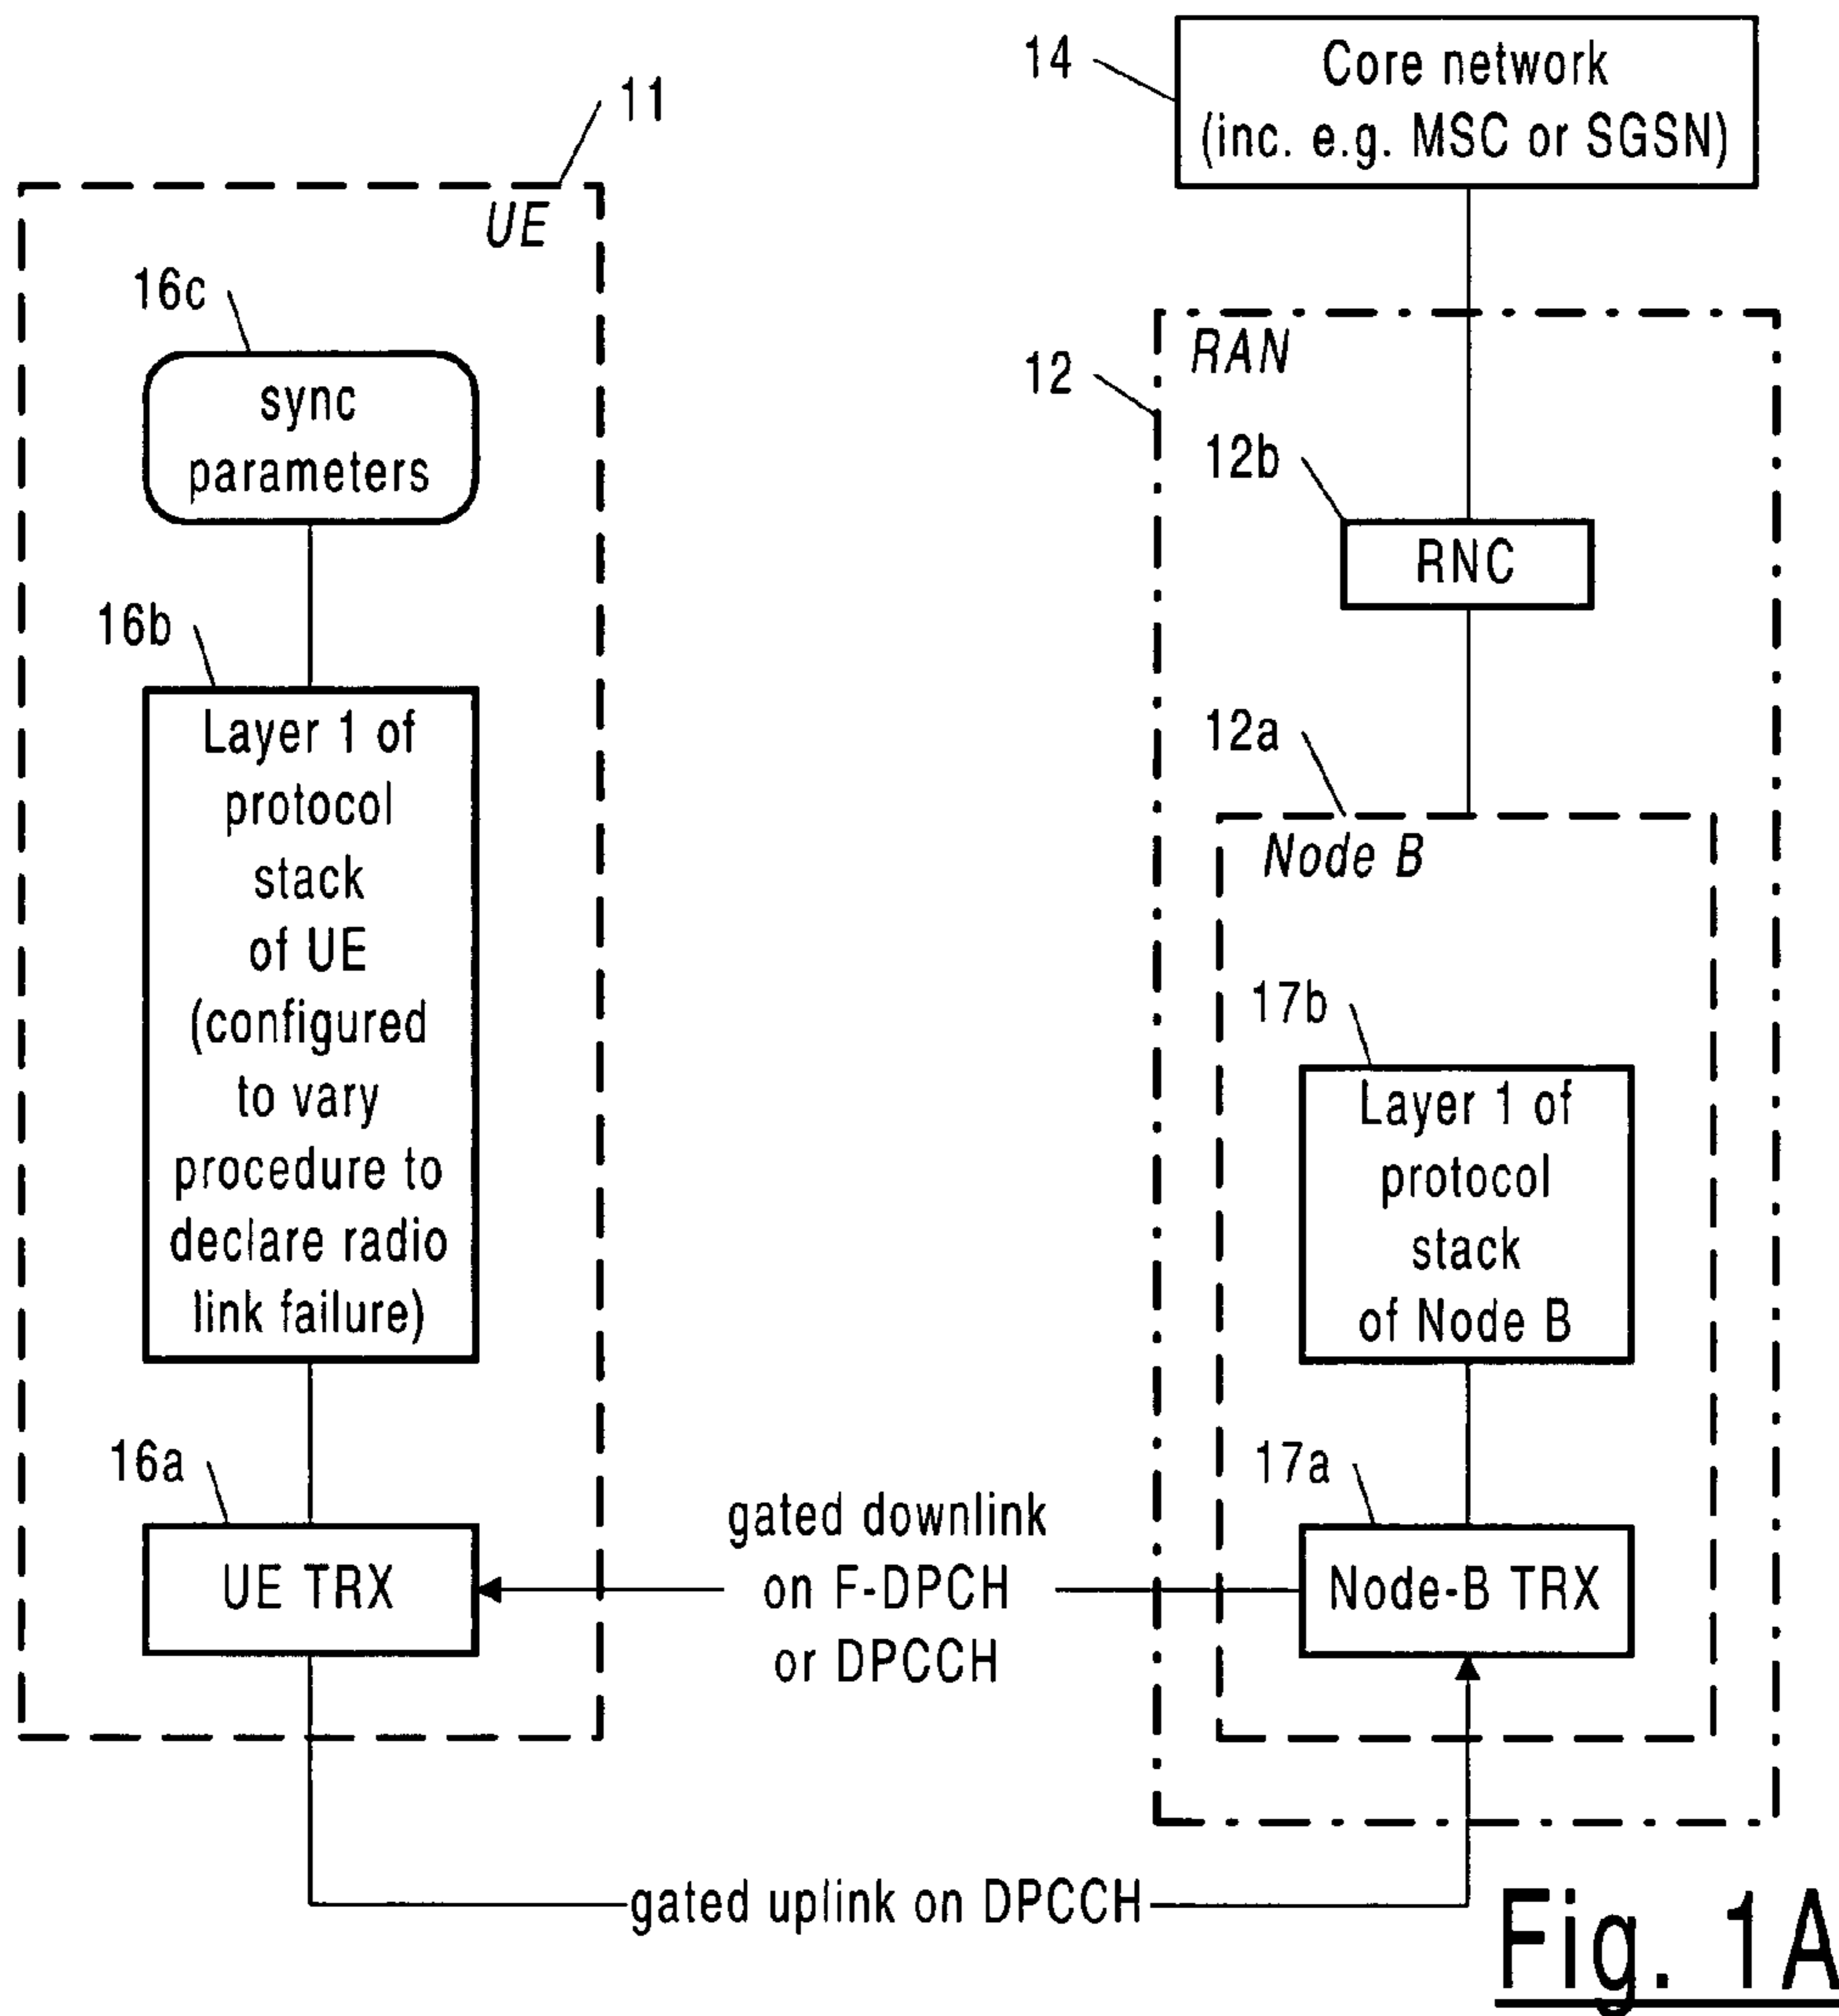 14
Core network
(inc. e.g. MSC or SGSN)
11
UE
16c
sync
parameters
16b
Layer 1 of
protocol
stack
of UE
(configured
to vary
procedure to
declare radio
link failure)
16a
UE TRX
12
RAN
12b
RNC
12a
Node B
17b
Layer 1 of
protocol
stack
of Node B
17a
Node-B TRX
gated downlink
on F-DPCH
or DPCCH
gated uplink on DPCCH
Fig. 1A